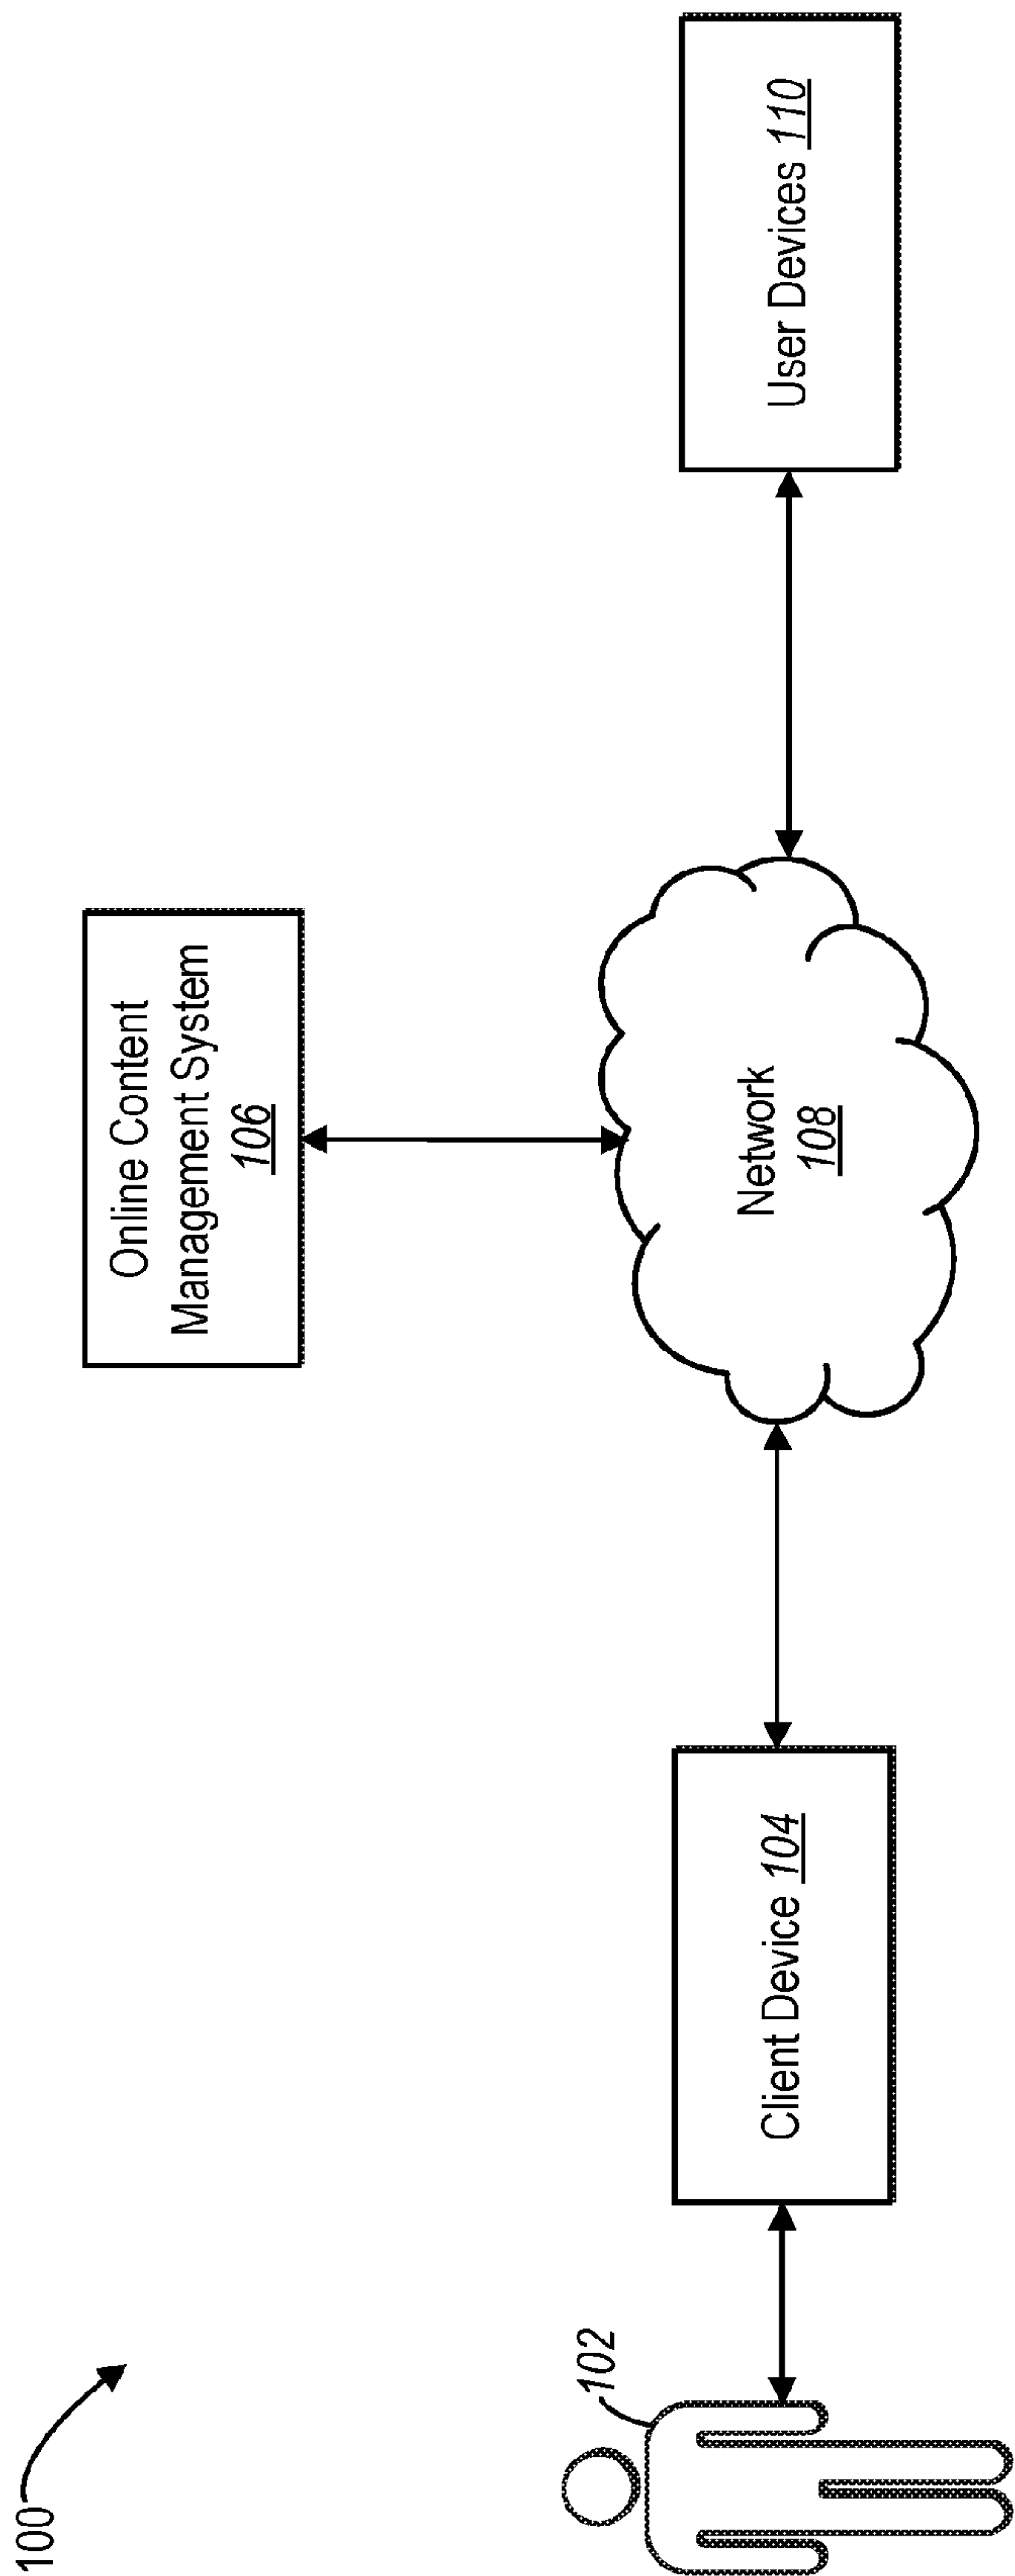 100
Online Content
Management System
106
102
Client Device 104
Network
108
User Devices 110